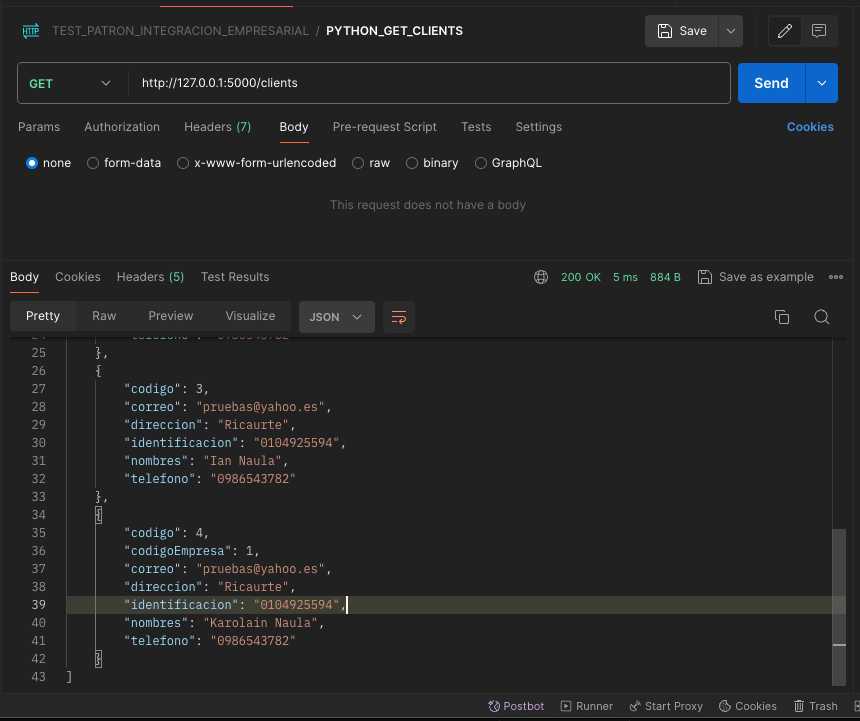 HTTP TEST_PATRON_INTEGRACION_EMPRESARIAL / PYTHON_GET_CLIENTS Save
GET http://127.0.0.1:5000/clients Send
Params Authorization Headers (7) Body Pre-request Script Tests Settings Cookies
none form-data x-www-form-urlencoded raw binary GraphQL
This request does not have a body
Body Cookies Headers (5) Test Results 200 OK 5 ms 884 B Save as example
Pretty Raw Preview Visualize JSON
25 },
26 {
27 "codigo": 3,
28 "correo": "pruebas@yahoo.es",
29 "direccion": "Ricaurte",
30 "identificacion": "0104925594",
31 "nombres": "Ian Naula",
32 "telefono": "0986543782"
33 },
34 {
35 "codigo": 4,
36 "codigoEmpresa": 1,
37 "correo": "pruebas@yahoo.es",
38 "direccion": "Ricaurte",
39 "identificacion": "0104925594",
40 "nombres": "Karolain Naula",
41 "telefono": "0986543782"
42 }
43 ]
Postbot Runner Start Proxy Cookies Trash